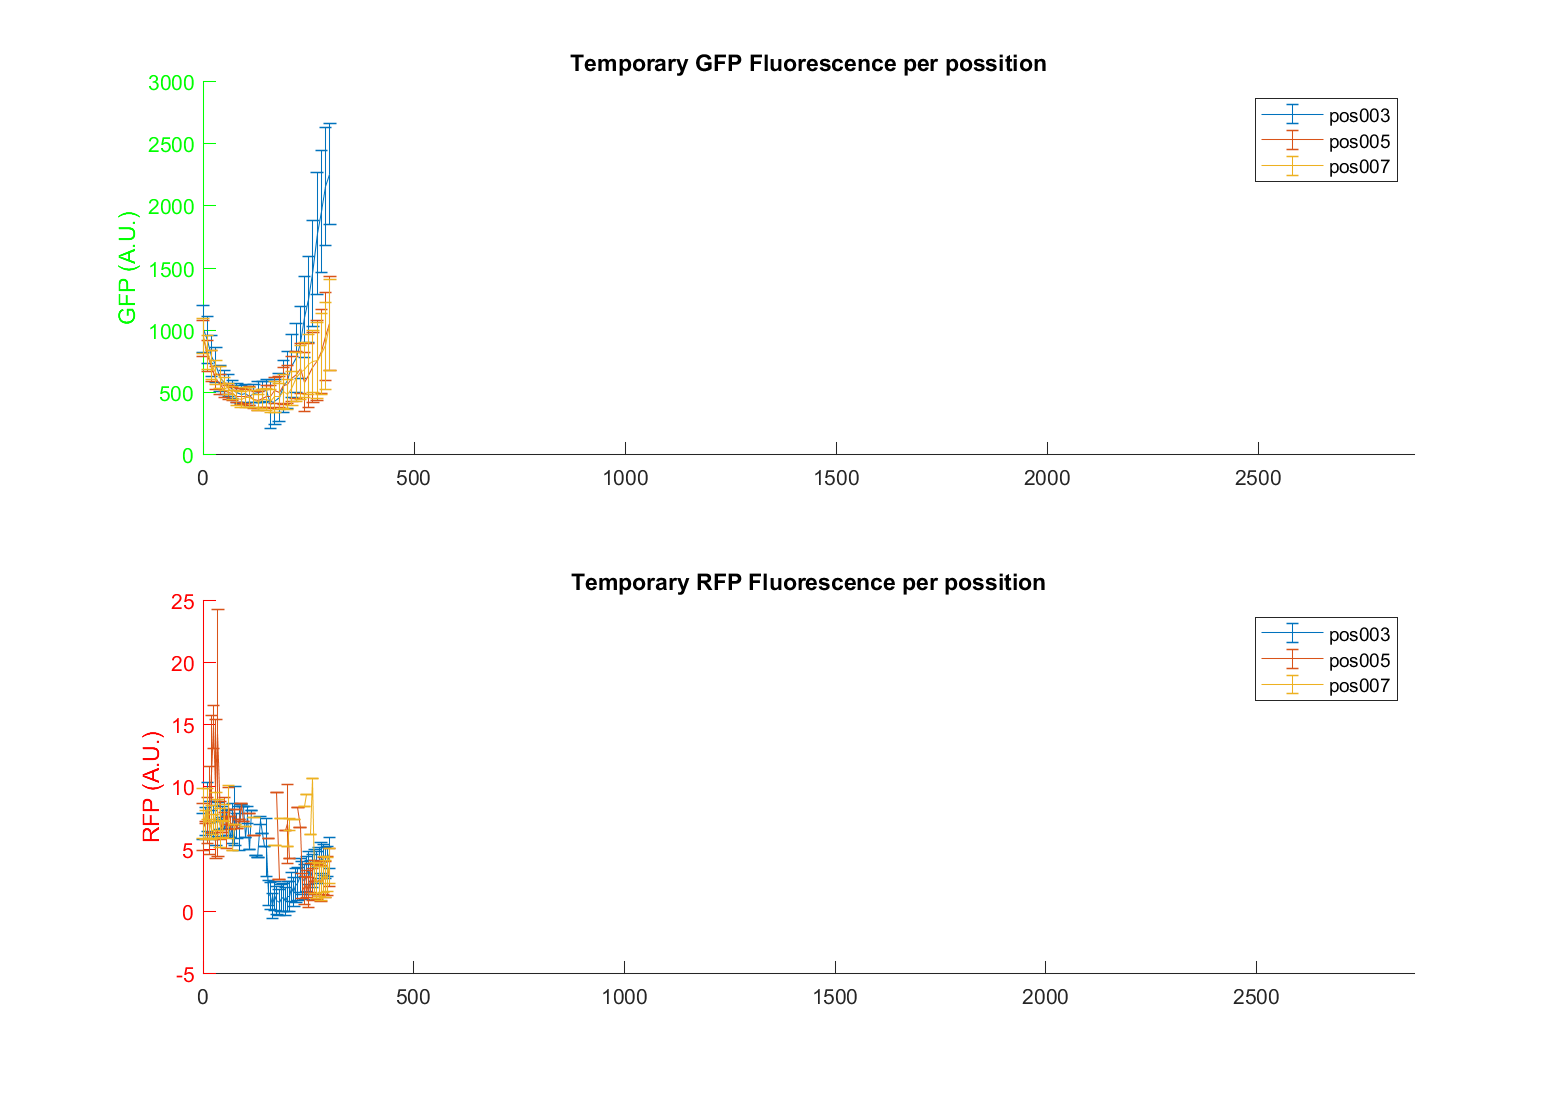 Temporary GFP Fluorescence per possition
3000
2500
2000
1500
1000
500
0
GFP (A.U.)
0 500 1000 1500 2000 2500
pos003
pos005
pos007
Temporary RFP Fluorescence per possition
25
20
15
10
5
0
-5
RFP (A.U.)
0 500 1000 1500 2000 2500
pos003
pos005
pos007